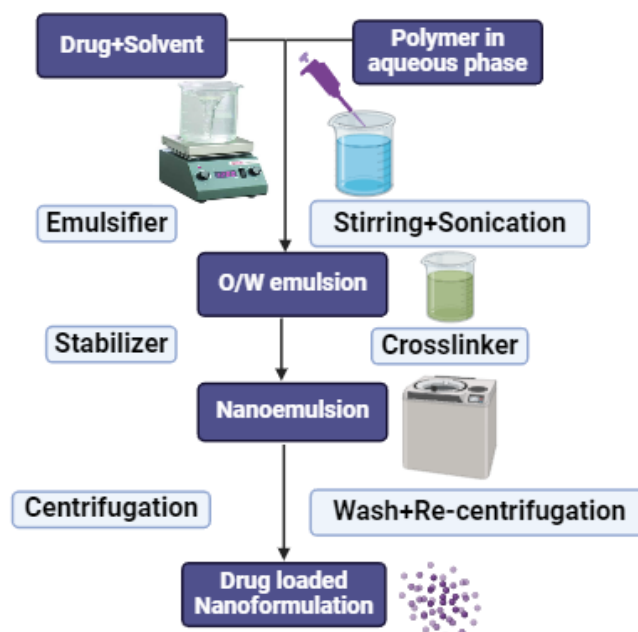 Drug+Solvent
Polymer in
aqueous phase
Emulsifier
Stirring+Sonication
O/W emulsion
Stabilizer
Crosslinker
Nanoemulsion
Centrifugation
Wash+Re-centrifugation
Drug loaded
Nanoformulation